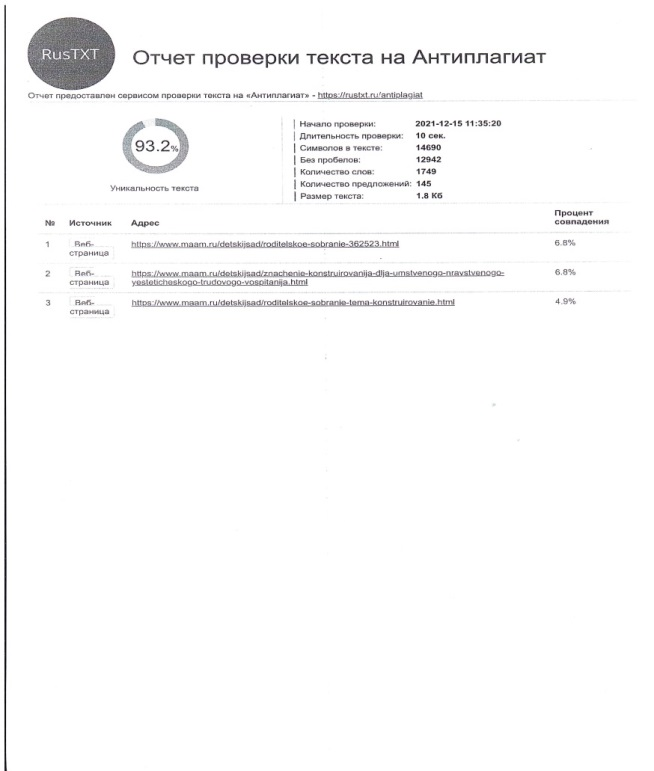 RusTXT
Отчет проверки текста на Антиплагиат
Отчет предоставлен сервисом проверки текста на «Антиплагиат» - https://rustxt.ru/antiplagiat
93.2%
Уникальность текста
Начало проверки: 2021-12-15 11:35:20
Длительность проверки: 10 сек.
Символов в тексте: 14690
Без пробелов: 12942
Количество слов: 1749
Количество предложений: 145
Размер текста: 1.8 Кб
№ Источник Адрес Процент совпадения
1 Веб-страница https://www.maam.ru/detskijsad/roditelskoe-sobranie-362523.html 6.8%
2 Веб-страница https://www.maam.ru/detskijsad/znachenie-konstruirovanija-dlja-umstvenogo-nravstvenogo-yesteticheskogo-trudovogo-vospitanija.html 6.8%
3 Веб-страница https://www.maam.ru/detskijsad/roditelskoe-sobranie-tema-konstruirovanie.html 4.9%